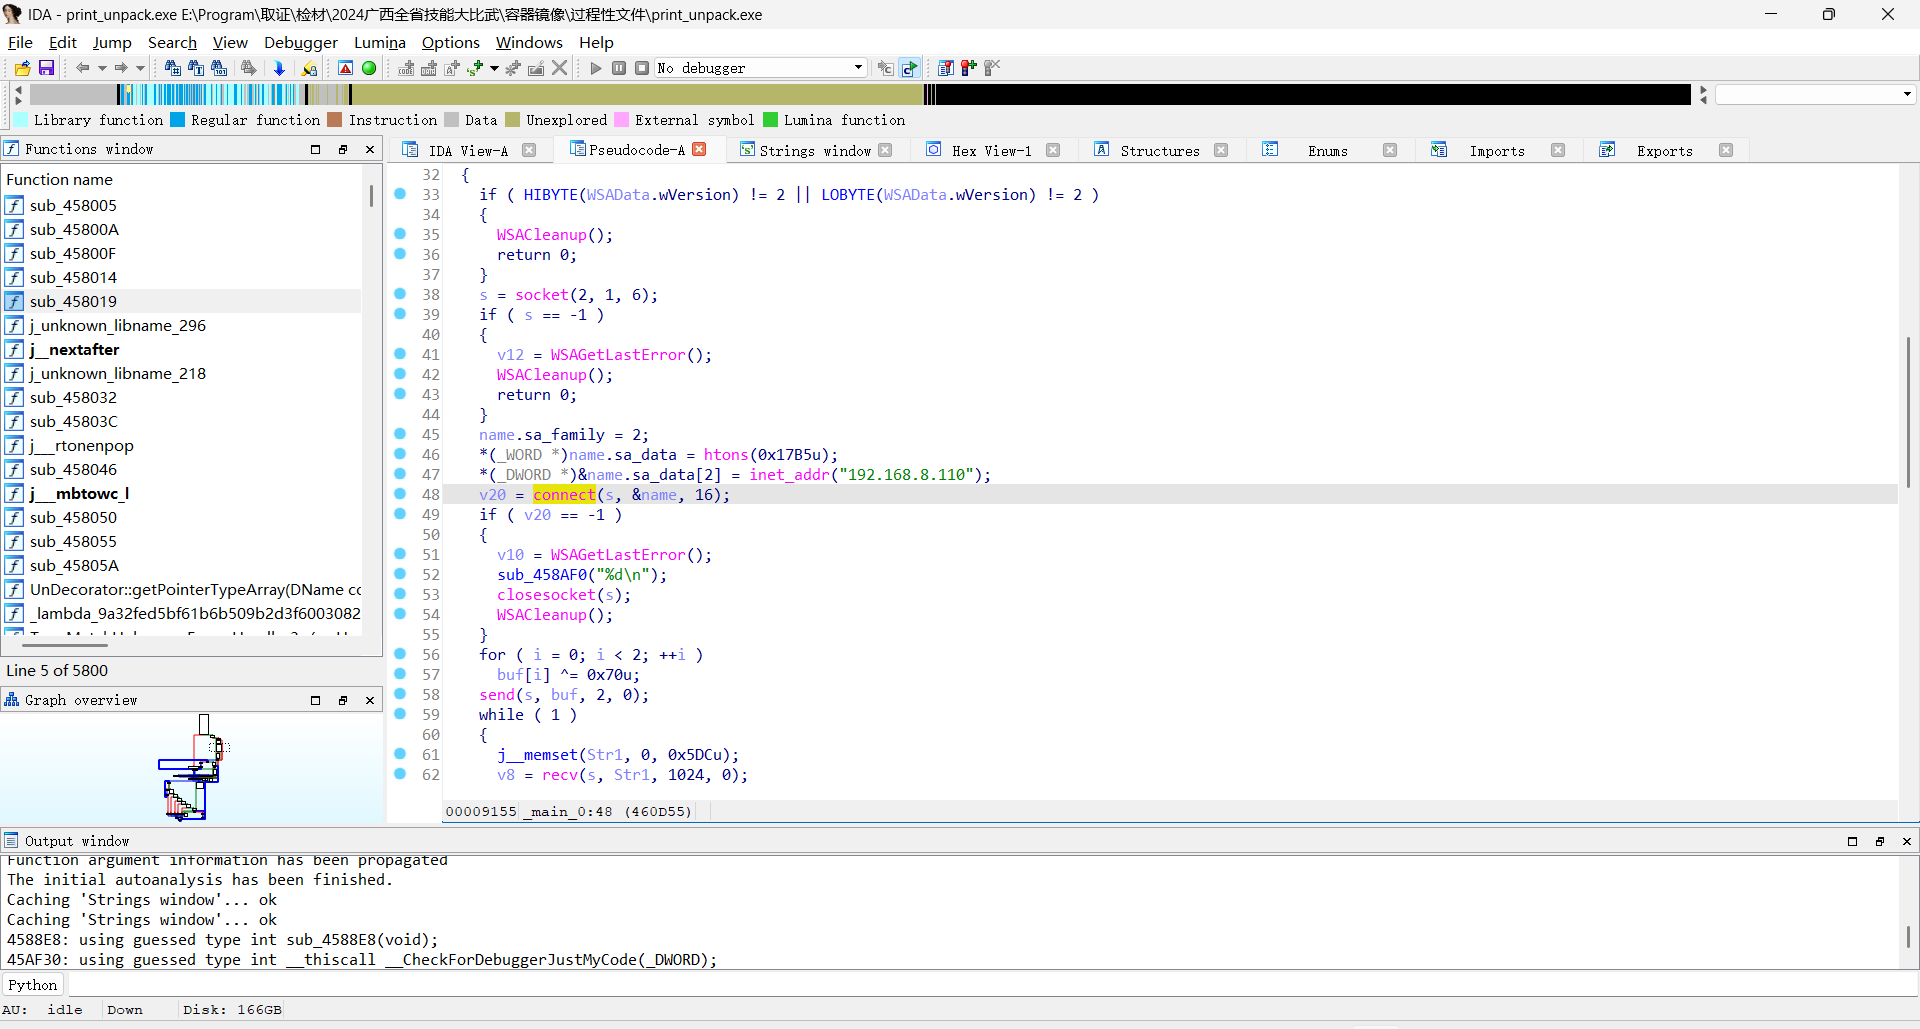 IDA - print_unpack.exe E:\Program\取证\检材\2024广西全省技能大比武\容器镜像\过程性文件\print_unpack.exe
File Edit Jump Search View Debugger Lumina Options Windows Help
No debugger
Library function Regular function Instruction Data Unexplored External symbol Lumina function
Functions window
IDA View-A Pseudocode-A Strings window Hex View-1 Structures Enums Imports Exports
Function name
sub_458005
sub_45800A
sub_45800F
sub_458014
sub_458019
j_unknown_libname_296
j__nextafter
j_unknown_libname_218
sub_458032
sub_45803C
j___rtonenpop
sub_458046
j___mbtowc_l
sub_458050
sub_458055
sub_45805A
UnDecorator::getPointerTypeArray(DName cc
_lambda_9a32fed5bf61b6b509b2d3f6003082
Line 5 of 5800
Graph overview
32 {
33 if ( HIBYTE(WSAData.wVersion) != 2 || LOBYTE(WSAData.wVersion) != 2 )
34 {
35 WSACleanup();
36 return 0;
37 }
38 s = socket(2, 1, 6);
39 if ( s == -1 )
40 {
41 v12 = WSAGetLastError();
42 WSACleanup();
43 return 0;
44 }
45 name.sa_family = 2;
46 *(_WORD *)name.sa_data = htons(0x17B5u);
47 *(_DWORD *)&name.sa_data[2] = inet_addr("192.168.8.110");
48 v20 = connect(s, &name, 16);
49 if ( v20 == -1 )
50 {
51 v10 = WSAGetLastError();
52 sub_458AF0("%d\n");
53 closesocket(s);
54 WSACleanup();
55 }
56 for ( i = 0; i < 2; ++i )
57 buf[i] ^= 0x70u;
58 send(s, buf, 2, 0);
59 while ( 1 )
60 {
61 j__memset(Str1, 0, 0x5DCu);
62 v8 = recv(s, Str1, 1024, 0);
00009155 _main_0:48 (460D55)
Output window
Function argument information has been propagated
The initial autoanalysis has been finished.
Caching 'Strings window'... ok
Caching 'Strings window'... ok
4588E8: using guessed type int sub_4588E8(void);
45AF30: using guessed type int __thiscall __CheckForDebuggerJustMyCode(_DWORD);
Python
AU: idle Down Disk: 166GB